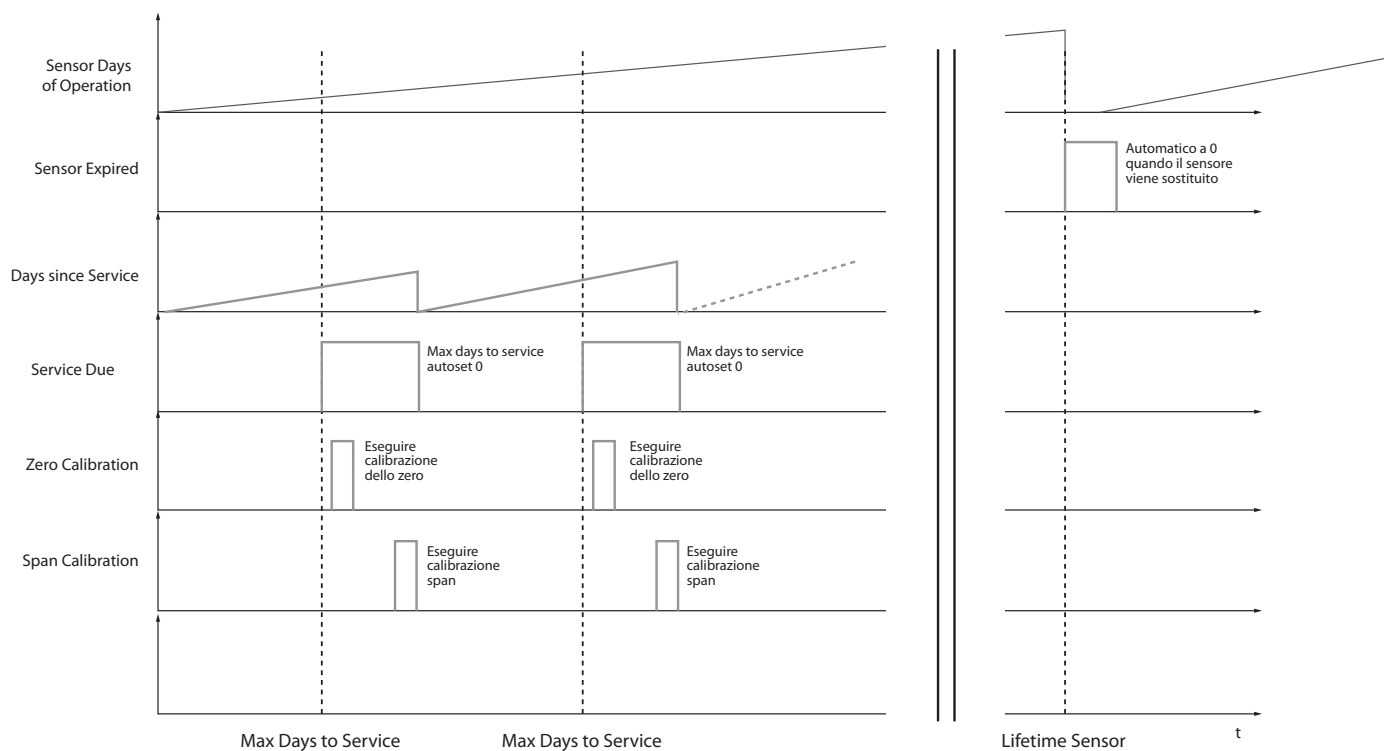 Sensor Days
of Operation
Sensor Expired
Automatico a 0
quando il sensore
viene sostituito
Days since Service
Service Due
Max days to service
autoset 0
Max days to service
autoset 0
Zero Calibration
Eseguire
calibrazione
dello zero
Eseguire
calibrazione
dello zero
Span Calibration
Eseguire
calibrazione
span
Eseguire
calibrazione
span
Max Days to Service
Max Days to Service
Lifetime Sensor
t